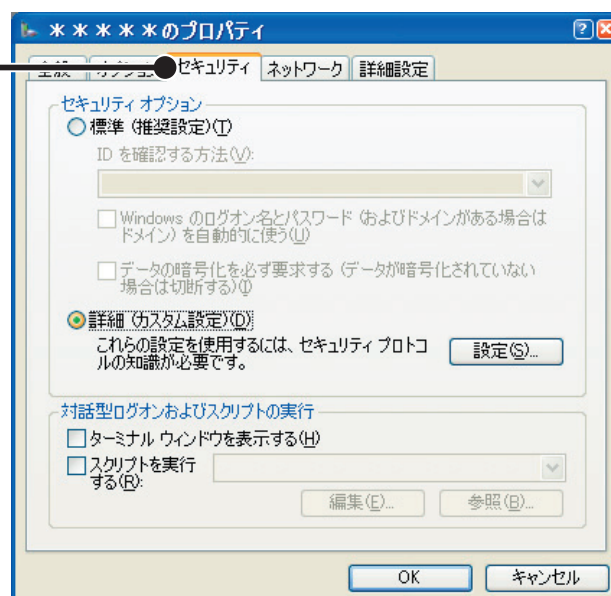 ＊＊＊＊＊のプロパティ
全般 オプション セキュリティ ネットワーク 詳細設定
セキュリティ オプション
標準 (推奨設定)(T)
ID を確認する方法(V):
Windows のログオン名とパスワード (およびドメインがある場合は
ドメイン) を自動的に使う(U)
データの暗号化を必ず要求する (データが暗号化されていない
場合は切断する)(I)
詳細 (カスタム設定)(D)
これらの設定を使用するには、セキュリティ プロトコ
ルの知識が必要です。
設定(S)...
対話型ログオンおよびスクリプトの実行
ターミナル ウィンドウを表示する(H)
スクリプトを実行
する(R):
編集(E)... 参照(B)...
OK キャンセル